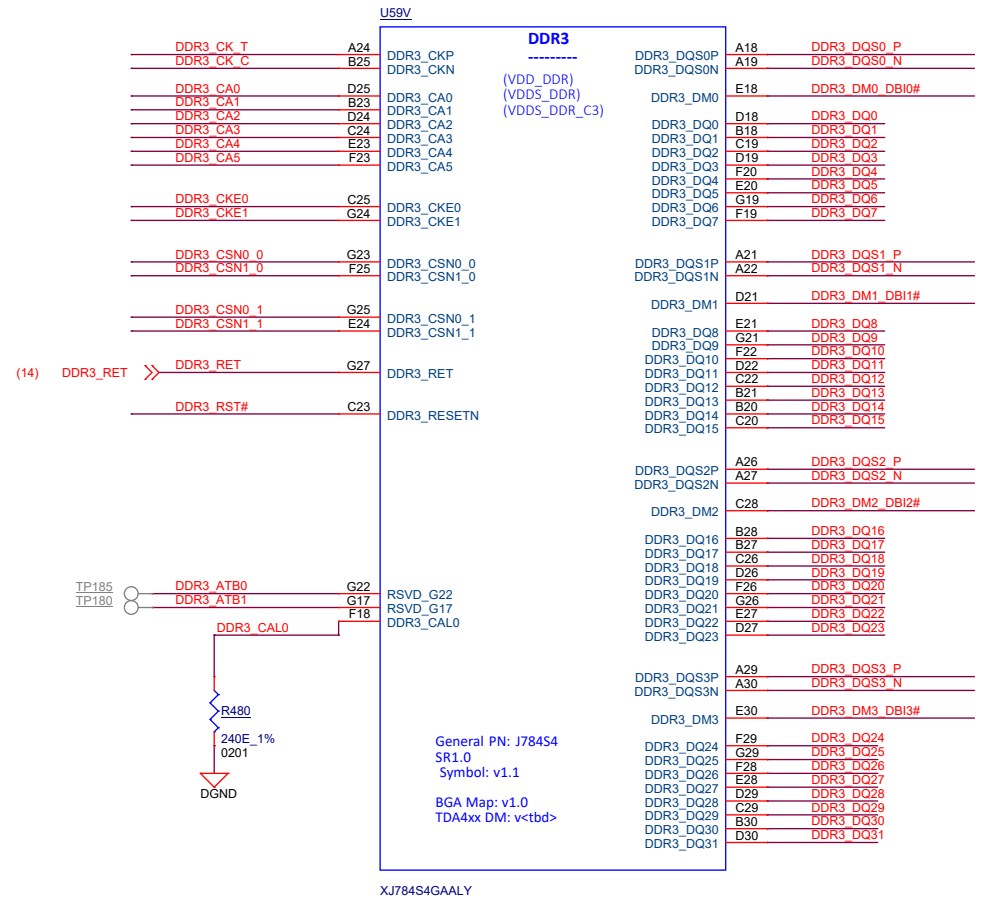 U59V
DDR3
---------
(VDD_DDR)
(VDDS_DDR)
(VDDS_DDR_C3)
DDR3_CK_T A24 DDR3_CKP
DDR3_CK_C B25 DDR3_CKN
DDR3_CA0 D25 DDR3_CA0
DDR3_CA1 B23 DDR3_CA1
DDR3_CA2 D24 DDR3_CA2
DDR3_CA3 C24 DDR3_CA3
DDR3_CA4 E23 DDR3_CA4
DDR3_CA5 F23 DDR3_CA5
DDR3_CKE0 C25 DDR3_CKE0
DDR3_CKE1 G24 DDR3_CKE1
DDR3_CSN0_0 G23 DDR3_CSN0_0
DDR3_CSN1_0 F25 DDR3_CSN1_0
DDR3_CSN0_1 G25 DDR3_CSN0_1
DDR3_CSN1_1 E24 DDR3_CSN1_1
(14) DDR3_RET DDR3_RET G27 DDR3_RET
DDR3_RST# C23 DDR3_RESETN
TP185 DDR3_ATB0 G22 RSVD_G22
TP180 DDR3_ATB1 G17 RSVD_G17
DDR3_CAL0 F18 DDR3_CAL0
R480
240E_1%
0201
DGND
DDR3_DQS0P A18 DDR3_DQS0_P
DDR3_DQS0N A19 DDR3_DQS0_N
DDR3_DM0 E18 DDR3_DM0_DBI0#
DDR3_DQ0 D18 DDR3_DQ0
DDR3_DQ1 B18 DDR3_DQ1
DDR3_DQ2 C19 DDR3_DQ2
DDR3_DQ3 D19 DDR3_DQ3
DDR3_DQ4 F20 DDR3_DQ4
DDR3_DQ5 E20 DDR3_DQ5
DDR3_DQ6 G19 DDR3_DQ6
DDR3_DQ7 F19 DDR3_DQ7
DDR3_DQS1P A21 DDR3_DQS1_P
DDR3_DQS1N A22 DDR3_DQS1_N
DDR3_DM1 D21 DDR3_DM1_DBI1#
DDR3_DQ8 E21 DDR3_DQ8
DDR3_DQ9 G21 DDR3_DQ9
DDR3_DQ10 F22 DDR3_DQ10
DDR3_DQ11 D22 DDR3_DQ11
DDR3_DQ12 C22 DDR3_DQ12
DDR3_DQ13 B21 DDR3_DQ13
DDR3_DQ14 B20 DDR3_DQ14
DDR3_DQ15 C20 DDR3_DQ15
DDR3_DQS2P A26 DDR3_DQS2_P
DDR3_DQS2N A27 DDR3_DQS2_N
DDR3_DM2 C28 DDR3_DM2_DBI2#
DDR3_DQ16 B28 DDR3_DQ16
DDR3_DQ17 B27 DDR3_DQ17
DDR3_DQ18 C26 DDR3_DQ18
DDR3_DQ19 D26 DDR3_DQ19
DDR3_DQ20 F26 DDR3_DQ20
DDR3_DQ21 G26 DDR3_DQ21
DDR3_DQ22 E27 DDR3_DQ22
DDR3_DQ23 D27 DDR3_DQ23
DDR3_DQS3P A29 DDR3_DQS3_P
DDR3_DQS3N A30 DDR3_DQS3_N
DDR3_DM3 E30 DDR3_DM3_DBI3#
DDR3_DQ24 F29 DDR3_DQ24
DDR3_DQ25 G29 DDR3_DQ25
DDR3_DQ26 F28 DDR3_DQ26
DDR3_DQ27 E28 DDR3_DQ27
DDR3_DQ28 D29 DDR3_DQ28
DDR3_DQ29 C29 DDR3_DQ29
DDR3_DQ30 B30 DDR3_DQ30
DDR3_DQ31 D30 DDR3_DQ31
General PN: J784S4
SR1.0
Symbol: v1.1
BGA Map: v1.0
TDA4xx DM: v<tbd>
XJ784S4GAALY